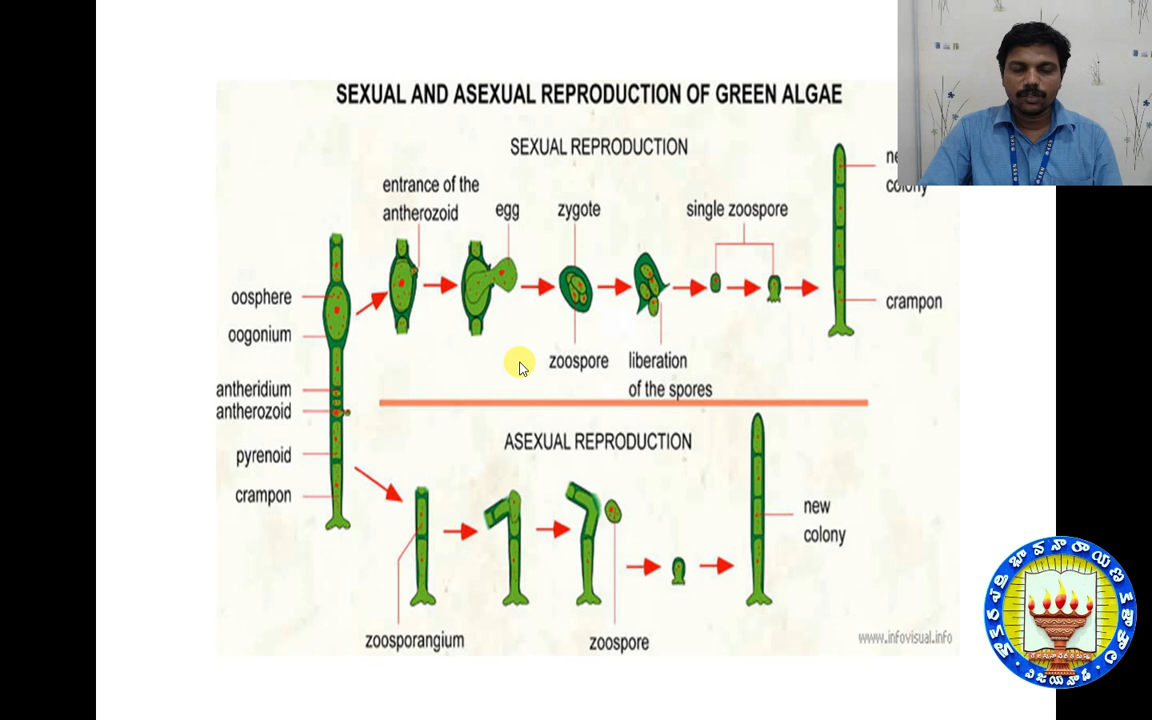 SEXUAL AND ASEXUAL REPRODUCTION OF GREEN ALGAE
SEXUAL REPRODUCTION
entrance of the
antherozoid
egg
zygote
single zoospore
colony
oosphere
oogonium
antheridium
antherozoid
pyrenoid
crampon
zoospore
liberation
of the spores
crampon
ASEXUAL REPRODUCTION
new
colony
zoosporangium
zoospore
www.infovisual.info
విజయవాడ